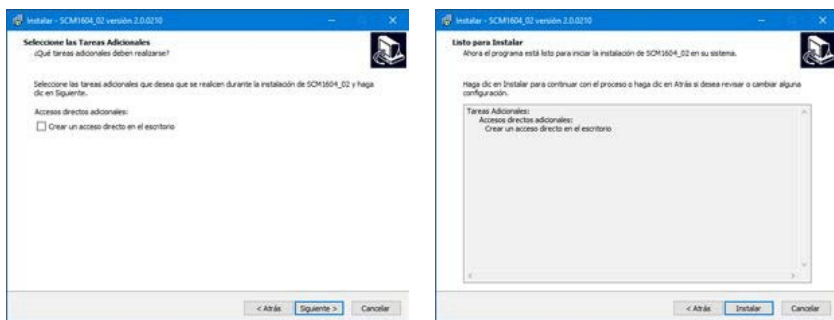 Instalar - SCM1604_02 versión 2.0.0210
Seleccione las Tareas Adicionales
¿Qué tareas adicionales deben realizarse?
Seleccione las tareas adicionales que desea que se realicen durante la instalación de SCM1604_02 y haga
clic en Siguiente.
Accesos directos adicionales:
Crear un acceso directo en el escritorio
< Atrás
Siguiente >
Cancelar
Instalar - SCM1604_02 versión 2.0.0210
Listo para Instalar
Ahora el programa está listo para iniciar la instalación de SCM1604_02 en su sistema.
Haga clic en Instalar para continuar con el proceso o haga clic en Atrás si desea revisar o cambiar alguna
configuración.
Tareas Adicionales:
Accesos directos adicionales:
Crear un acceso directo en el escritorio
< Atrás
Instalar
Cancelar